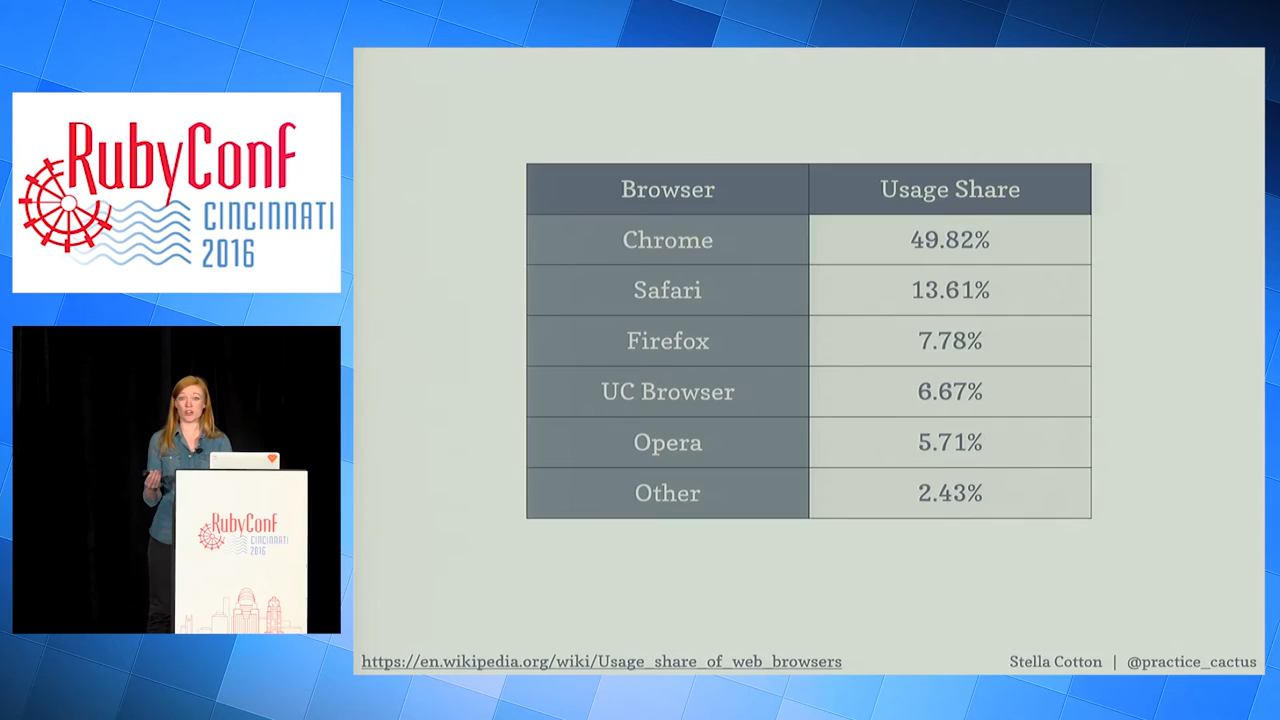 RubyConf
CINCINNATI
2016
RubyConf
CINCINNATI
2016
Browser Usage Share
Chrome 49.82%
Safari 13.61%
Firefox 7.78%
UC Browser 6.67%
Opera 5.71%
Other 2.43%
https://en.wikipedia.org/wiki/Usage_share_of_web_browsers
Stella Cotton | @practice_cactus